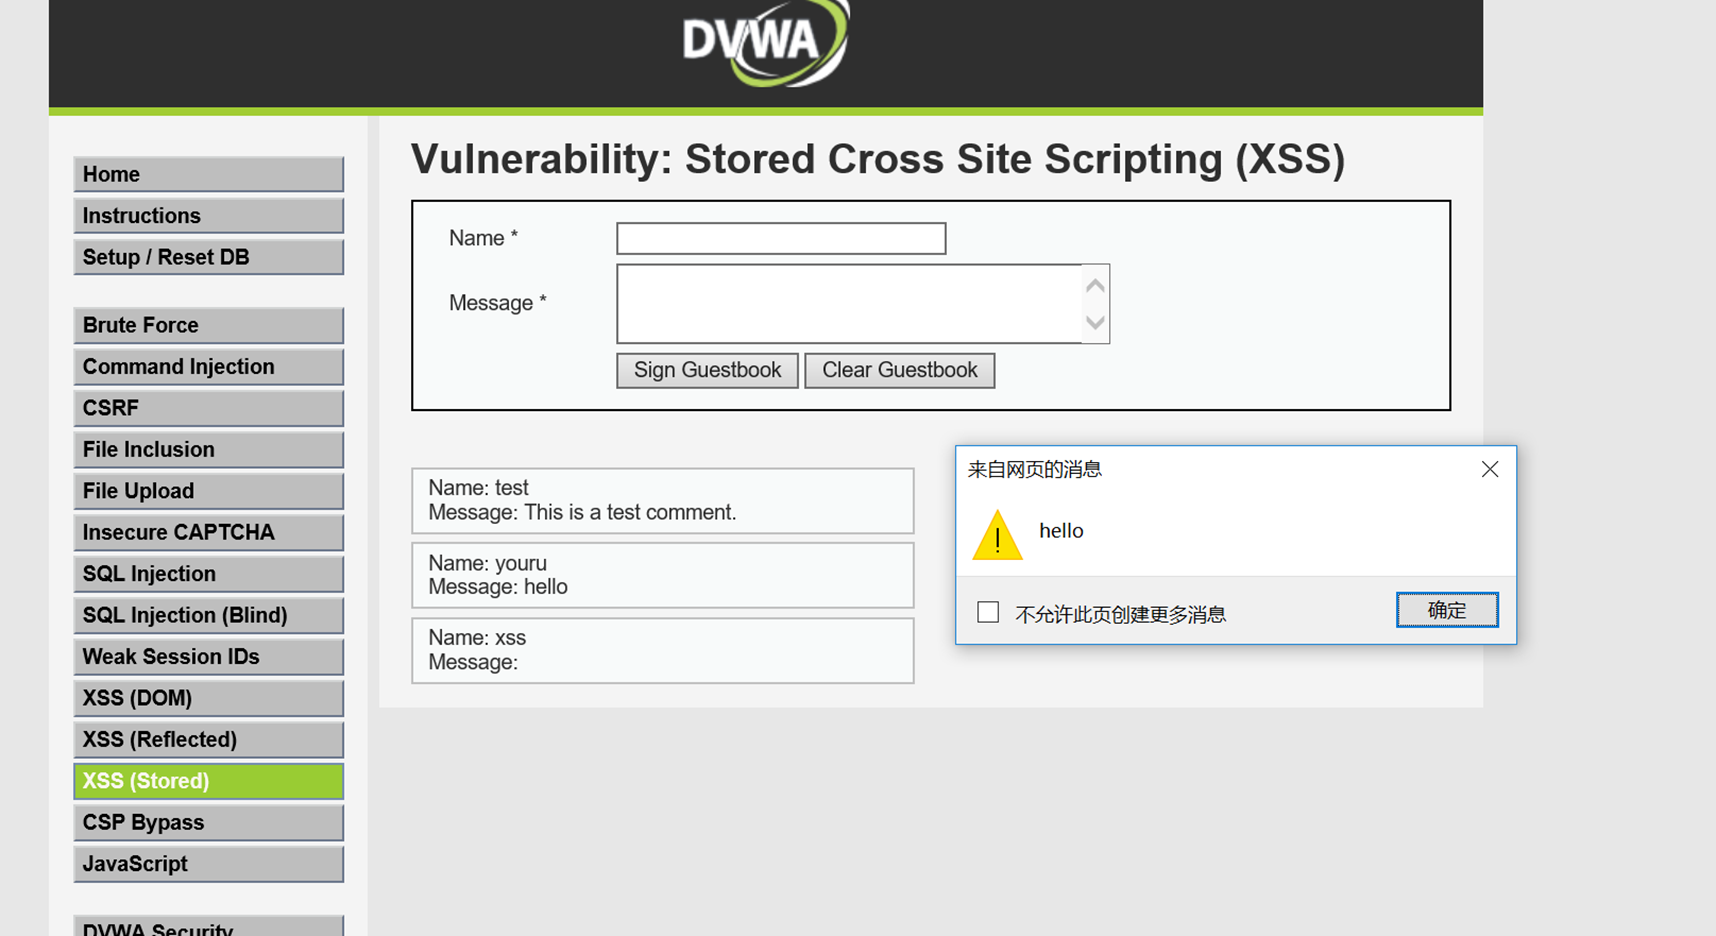 DVWA
Home
Instructions
Setup / Reset DB
Brute Force
Command Injection
CSRF
File Inclusion
File Upload
Insecure CAPTCHA
SQL Injection
SQL Injection (Blind)
Weak Session IDs
XSS (DOM)
XSS (Reflected)
XSS (Stored)
CSP Bypass
JavaScript
DVWA Security
Vulnerability: Stored Cross Site Scripting (XSS)
Name *
Message *
Sign Guestbook
Clear Guestbook
Name: test
Message: This is a test comment.
Name: youru
Message: hello
Name: xss
Message:
来自网页的消息
hello
不允许此页创建更多消息
确定